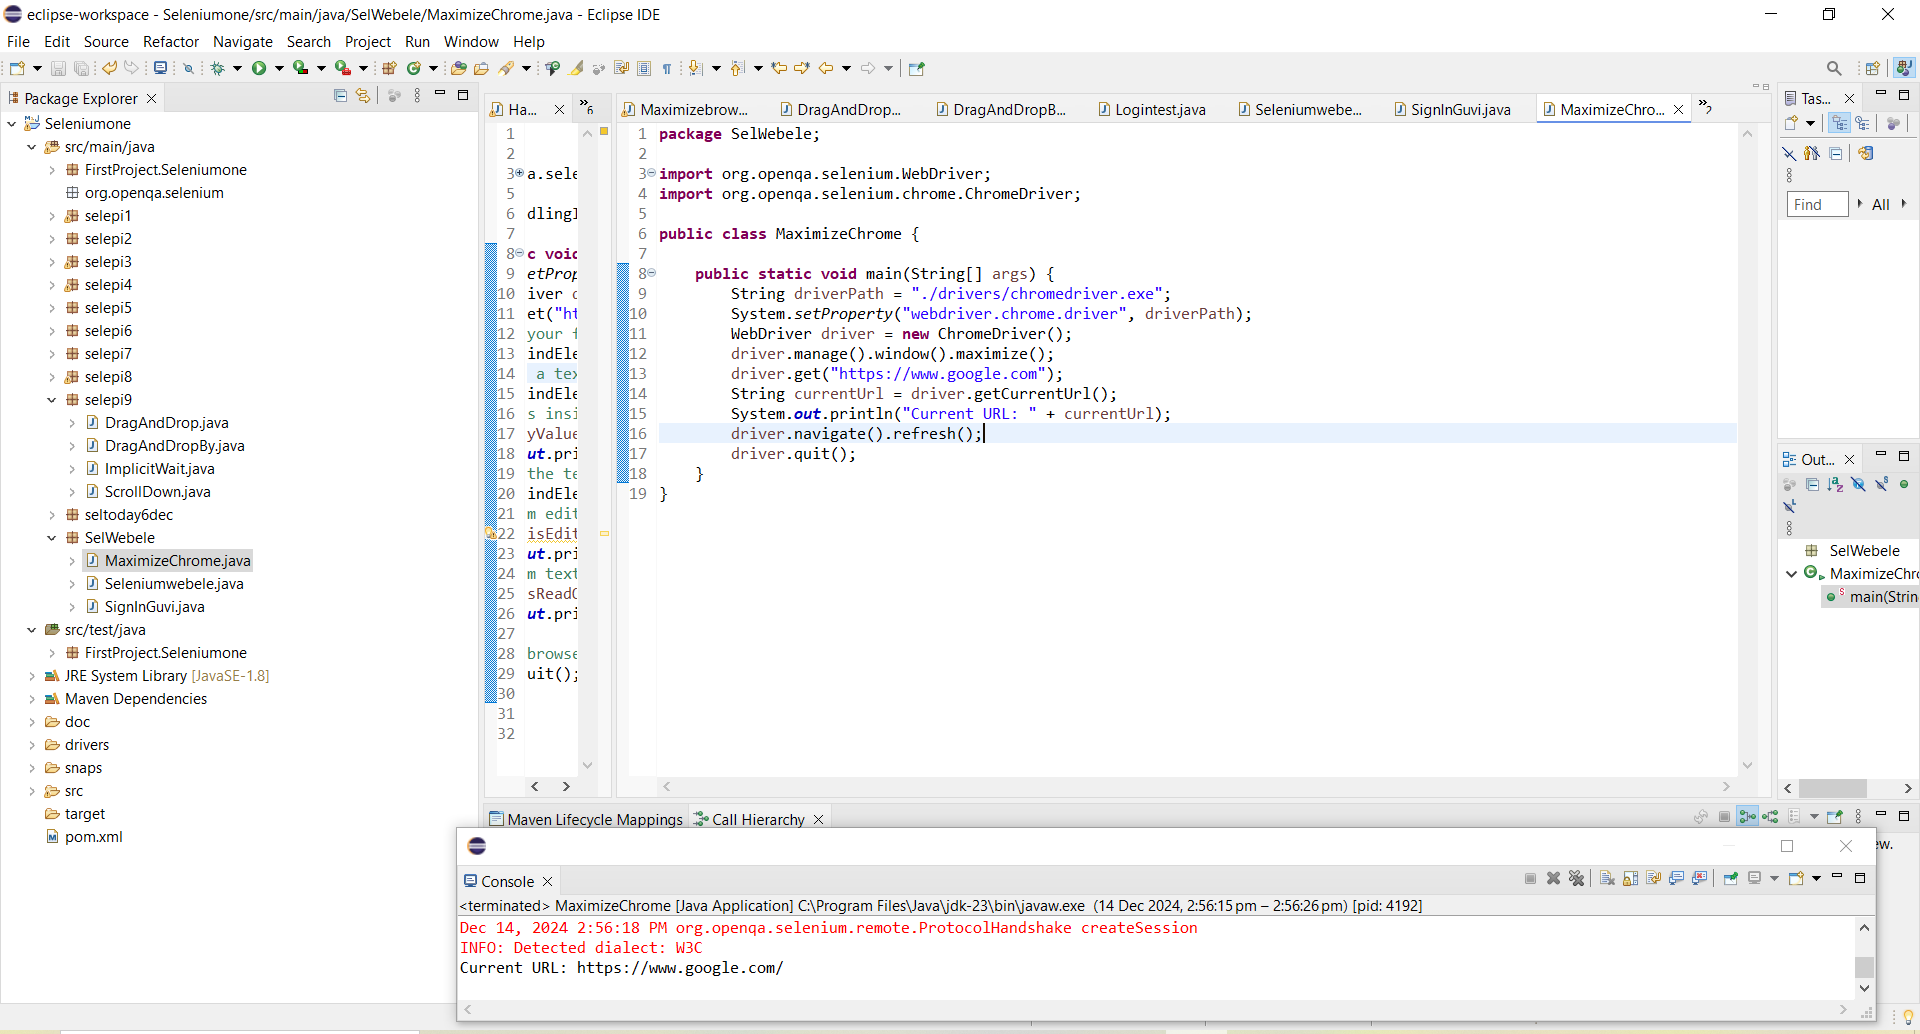 eclipse-workspace - Seleniumone/src/main/java/SelWebele/MaximizeChrome.java - Eclipse IDE
File Edit Source Refactor Navigate Search Project Run Window Help
Package Explorer
Seleniumone
src/main/java
FirstProject.Seleniumone
org.openqa.selenium
selepi1
selepi2
selepi3
selepi4
selepi5
selepi6
selepi7
selepi8
selepi9
DragAndDrop.java
DragAndDropBy.java
ImplicitWait.java
ScrollDown.java
seltoday6dec
SelWebele
MaximizeChrome.java
Seleniumwebele.java
SignInGuvi.java
src/test/java
FirstProject.Seleniumone
JRE System Library [JavaSE-1.8]
Maven Dependencies
doc
drivers
snaps
src
target
pom.xml
Ha... »6
1
2
3 a.sele
5
6 dlingI
7
8 c void
9 etProp
10 iver d
11 et("ht
12 your f
13 indEle
14 a tex
15 indEle
16 s insi
17 yValue
18 ut.pri
19 the te
20 indEle
21 m edit
22 isEdit
23 ut.pri
24 m text
25 sReadO
26 ut.pri
27
28 browse
29 uit();
30
31
32
Maximizebrow... DragAndDrop... DragAndDropB... Logintest.java Seleniumwebe... SignInGuvi.java MaximizeChro... »2
1 package SelWebele;
2
3 import org.openqa.selenium.WebDriver;
4 import org.openqa.selenium.chrome.ChromeDriver;
5
6 public class MaximizeChrome {
7
8 public static void main(String[] args) {
9 String driverPath = "./drivers/chromedriver.exe";
10 System.setProperty("webdriver.chrome.driver", driverPath);
11 WebDriver driver = new ChromeDriver();
12 driver.manage().window().maximize();
13 driver.get("https://www.google.com");
14 String currentUrl = driver.getCurrentUrl();
15 System.out.println("Current URL: " + currentUrl);
16 driver.navigate().refresh();
17 driver.quit();
18 }
19 }
Tas...
Find All
Out...
SelWebele
MaximizeChro
main(Strin
Maven Lifecycle Mappings Call Hierarchy
ew.
Console
<terminated> MaximizeChrome [Java Application] C:\Program Files\Java\jdk-23\bin\javaw.exe (14 Dec 2024, 2:56:15 pm – 2:56:26 pm) [pid: 4192]
Dec 14, 2024 2:56:18 PM org.openqa.selenium.remote.ProtocolHandshake createSession
INFO: Detected dialect: W3C
Current URL: https://www.google.com/